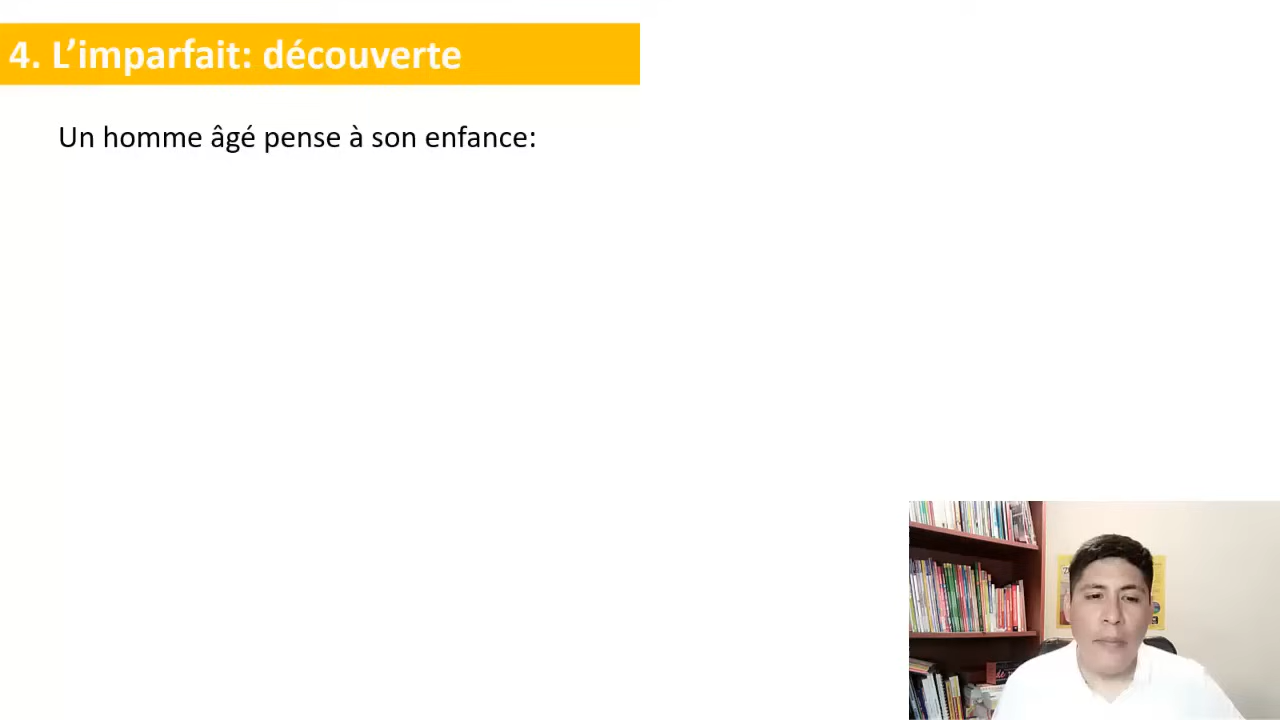 4. L’imparfait: découverte
Un homme âgé pense à son enfance: